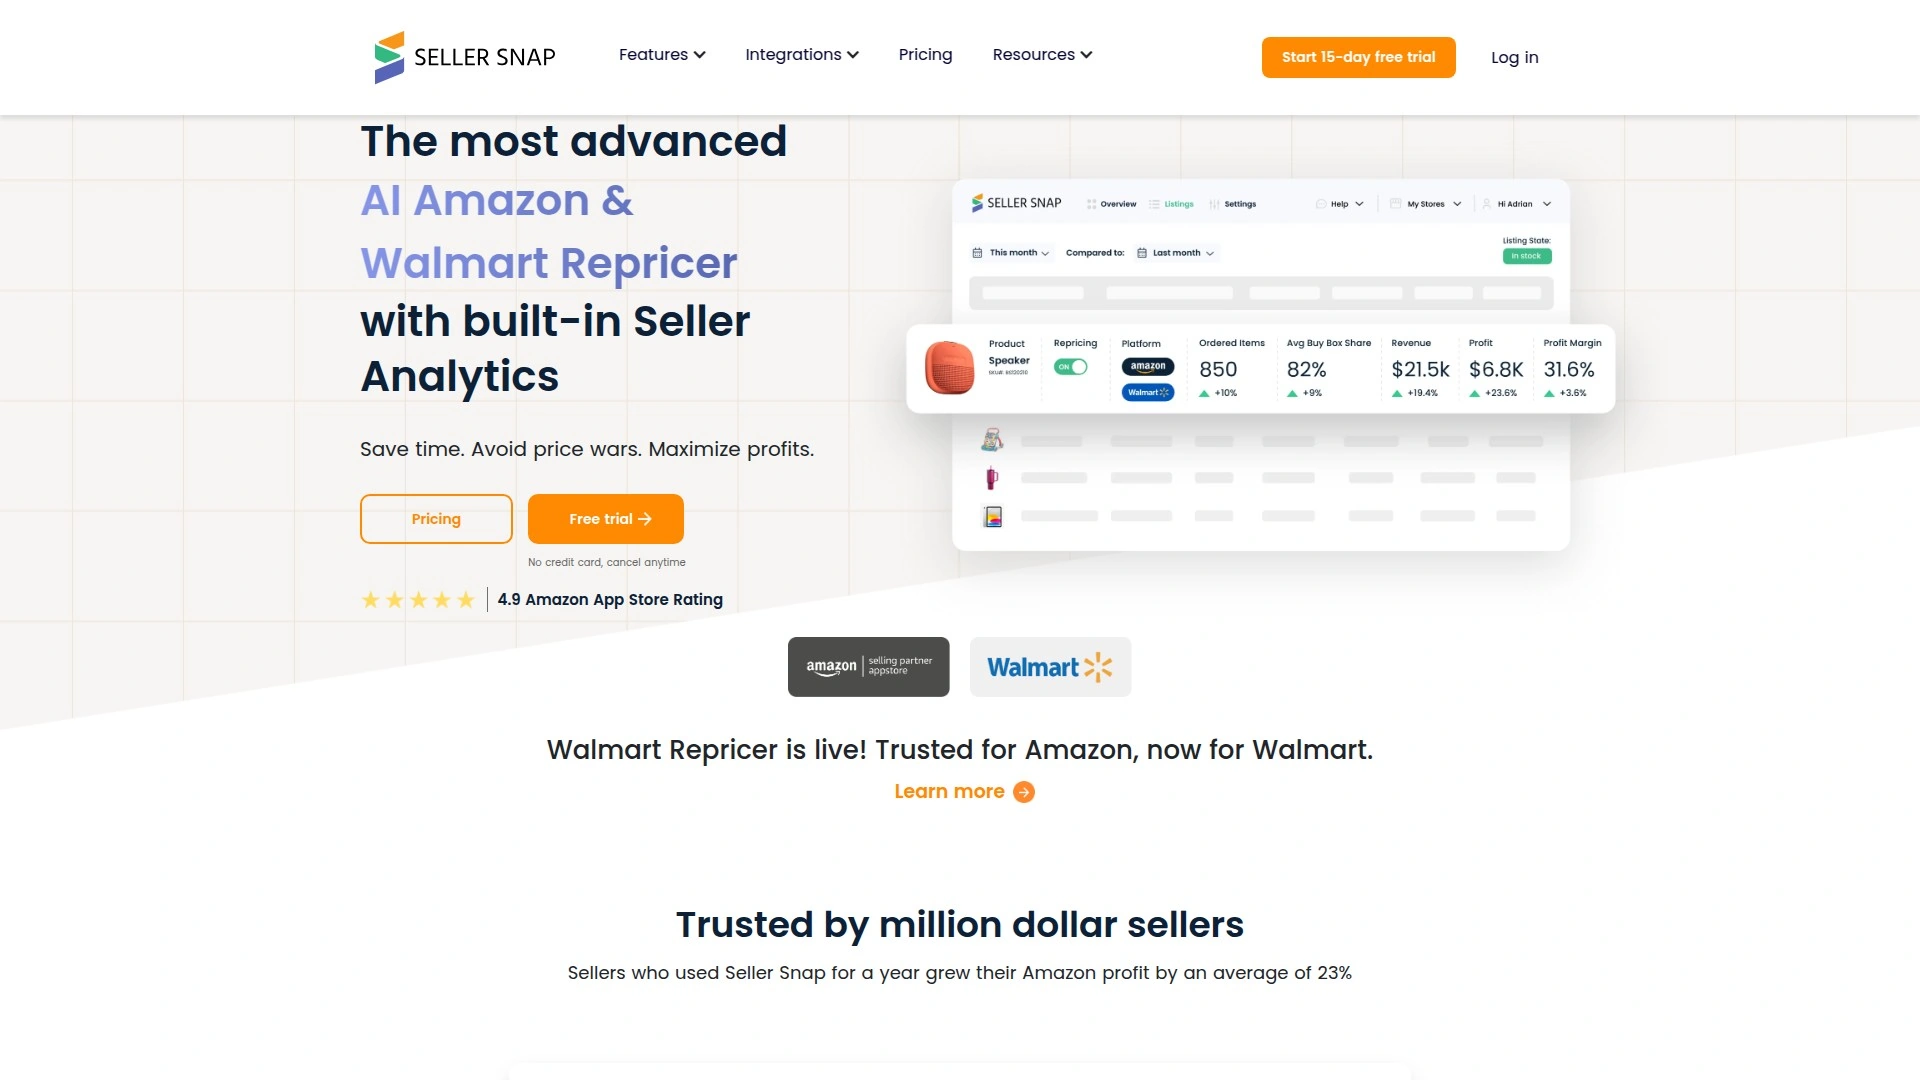 SELLER SNAP
Features
Integrations
Pricing
Resources
Start 15-day free trial
Log in
The most advanced
AI Amazon &
Walmart Repricer
with built-in Seller
Analytics
Save time. Avoid price wars. Maximize profits.
Pricing
Free trial
No credit card, cancel anytime
4.9 Amazon App Store Rating
SELLER SNAP
Overview
Listings
Settings
Help
My Stores
Hi Adrian
This month
Compared to:
Last month
Listing State:
In stock
Product
Speaker
Repricing
ON
Platform
amazon
Walmart
Ordered Items
850
+10%
Avg Buy Box Share
82%
+9%
Revenue
$21.5k
+19.4%
Profit
$6.8K
+23.6%
Profit Margin
31.6%
+3.6%
amazon
selling partner
appstore
Walmart
Walmart Repricer is live! Trusted for Amazon, now for Walmart.
Learn more
Trusted by million dollar sellers
Sellers who used Seller Snap for a year grew their Amazon profit by an average of 23%